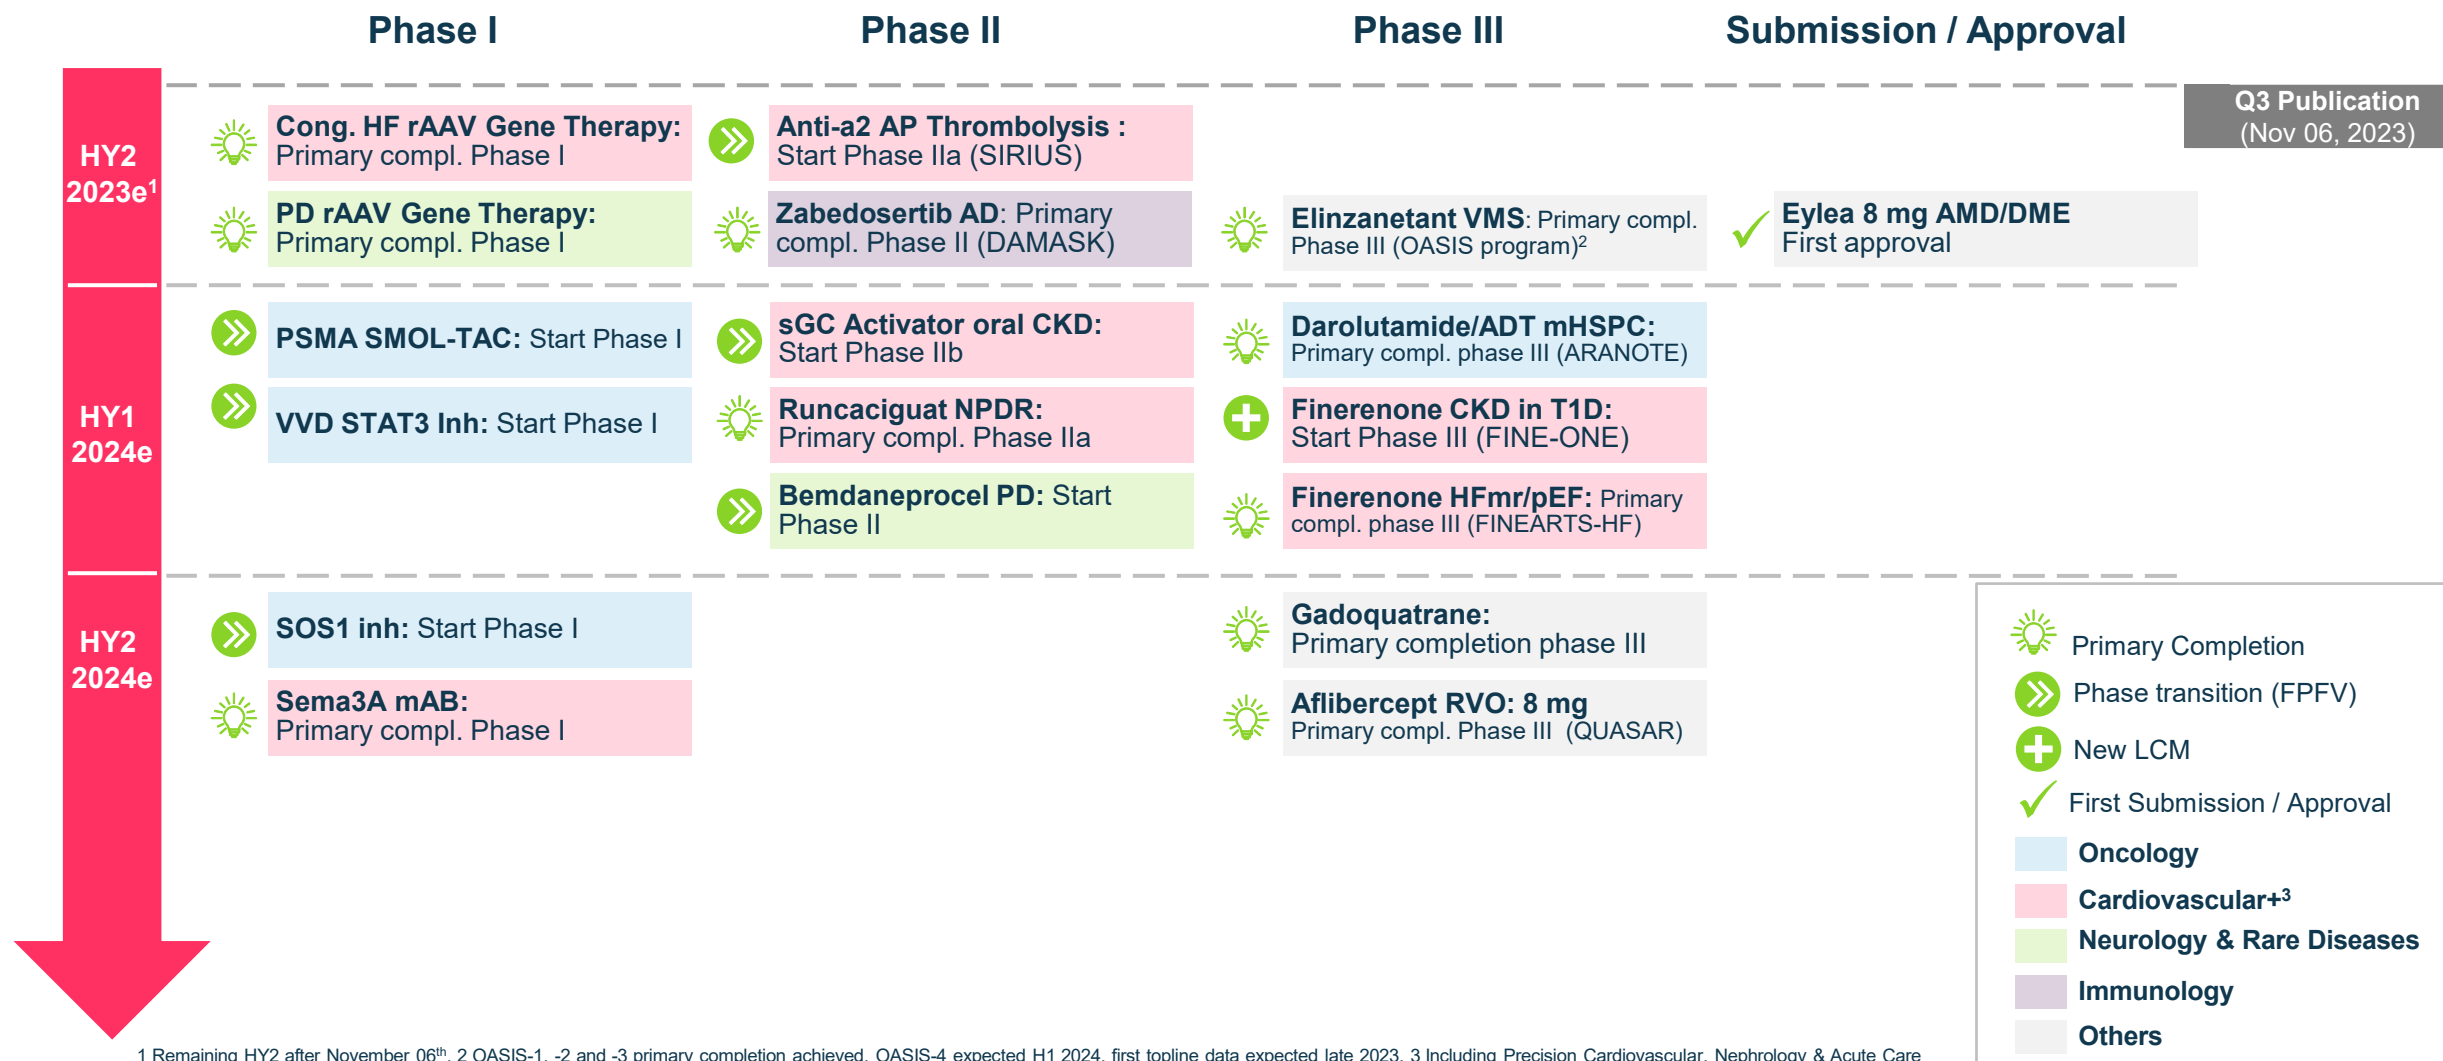 Phase I
Phase II
Phase III
Submission / Approval
Q3 Publication
(Nov 06, 2023)
HY2
2023e¹
Cong. HF rAAV Gene Therapy:
Primary compl. Phase I
Anti-a2 AP Thrombolysis :
Start Phase IIa (SIRIUS)
PD rAAV Gene Therapy:
Primary compl. Phase I
Zabedosertib AD: Primary
compl. Phase II (DAMASK)
Elinzanetant VMS: Primary compl.
Phase III (OASIS program)²
Eylea 8 mg AMD/DME
First approval
HY1
2024e
PSMA SMOL-TAC: Start Phase I
sGC Activator oral CKD:
Start Phase IIb
Darolutamide/ADT mHSPC:
Primary compl. phase III (ARANOTE)
VVD STAT3 Inh: Start Phase I
Runcaciguat NPDR:
Primary compl. Phase IIa
Finerenone CKD in T1D:
Start Phase III (FINE-ONE)
Bemdaneprocel PD: Start
Phase II
Finerenone HFmr/pEF: Primary
compl. phase III (FINEARTS-HF)
HY2
2024e
SOS1 inh: Start Phase I
Gadoquatrane:
Primary completion phase III
Sema3A mAB:
Primary compl. Phase I
Aflibercept RVO: 8 mg
Primary compl. Phase III (QUASAR)
Primary Completion
Phase transition (FPFV)
New LCM
First Submission / Approval
Oncology
Cardiovascular+³
Neurology & Rare Diseases
Immunology
Others
1 Remaining HY2 after November 06th, 2 OASIS-1, -2 and -3 primary completion achieved, OASIS-4 expected H1 2024, first topline data expected late 2023, 3 Including Precision Cardiovascular, Nephrology & Acute Care